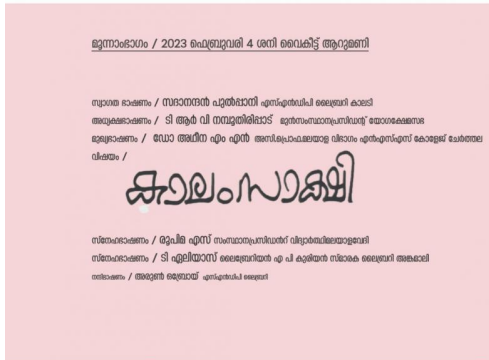 മൂന്നാംഭാഗം / 2023 ഫെബ്രുവരി 4 ശനി വൈകീട്ട് ആറുമണി
സ്വാഗത ഭാഷണം / സദാനന്ദൻ പുൽപ്പാനി എസ്എൻഡിപി ലൈബ്രറി കാലടി
അധ്യക്ഷഭാഷണം / ടി ആർ വി നമ്പൂതിരിപ്പാട് മുൻസംസ്ഥാനപ്രസിഡന്റ് യോഗക്ഷേമസഭ
മുഖ്യഭാഷണം / ഡോ അഥീന എം എൻ അസി.പ്രൊഫ.മലയാള വിഭാഗം എൻഎസ്എസ് കോളേജ് ചേർത്തല
വിഷയം /
കാലംസാക്ഷി
സ്നേഹഭാഷണം / രൂപിമ എസ് സംസ്ഥാനപ്രസിഡൻറ് വിദ്യാർത്ഥിമലയാളവേദി
സ്നേഹഭാഷണം / ടി ഏലിയാസ് ലൈബ്രേറിയൻ എ പി കുര്യൻ സ്മാരക ലൈബ്രറി അങ്കമാലി
നന്ദിഭാഷണം / അരുൺ ഒബ്രോയ് എസ്എൻഡിപി ലൈബ്രറി